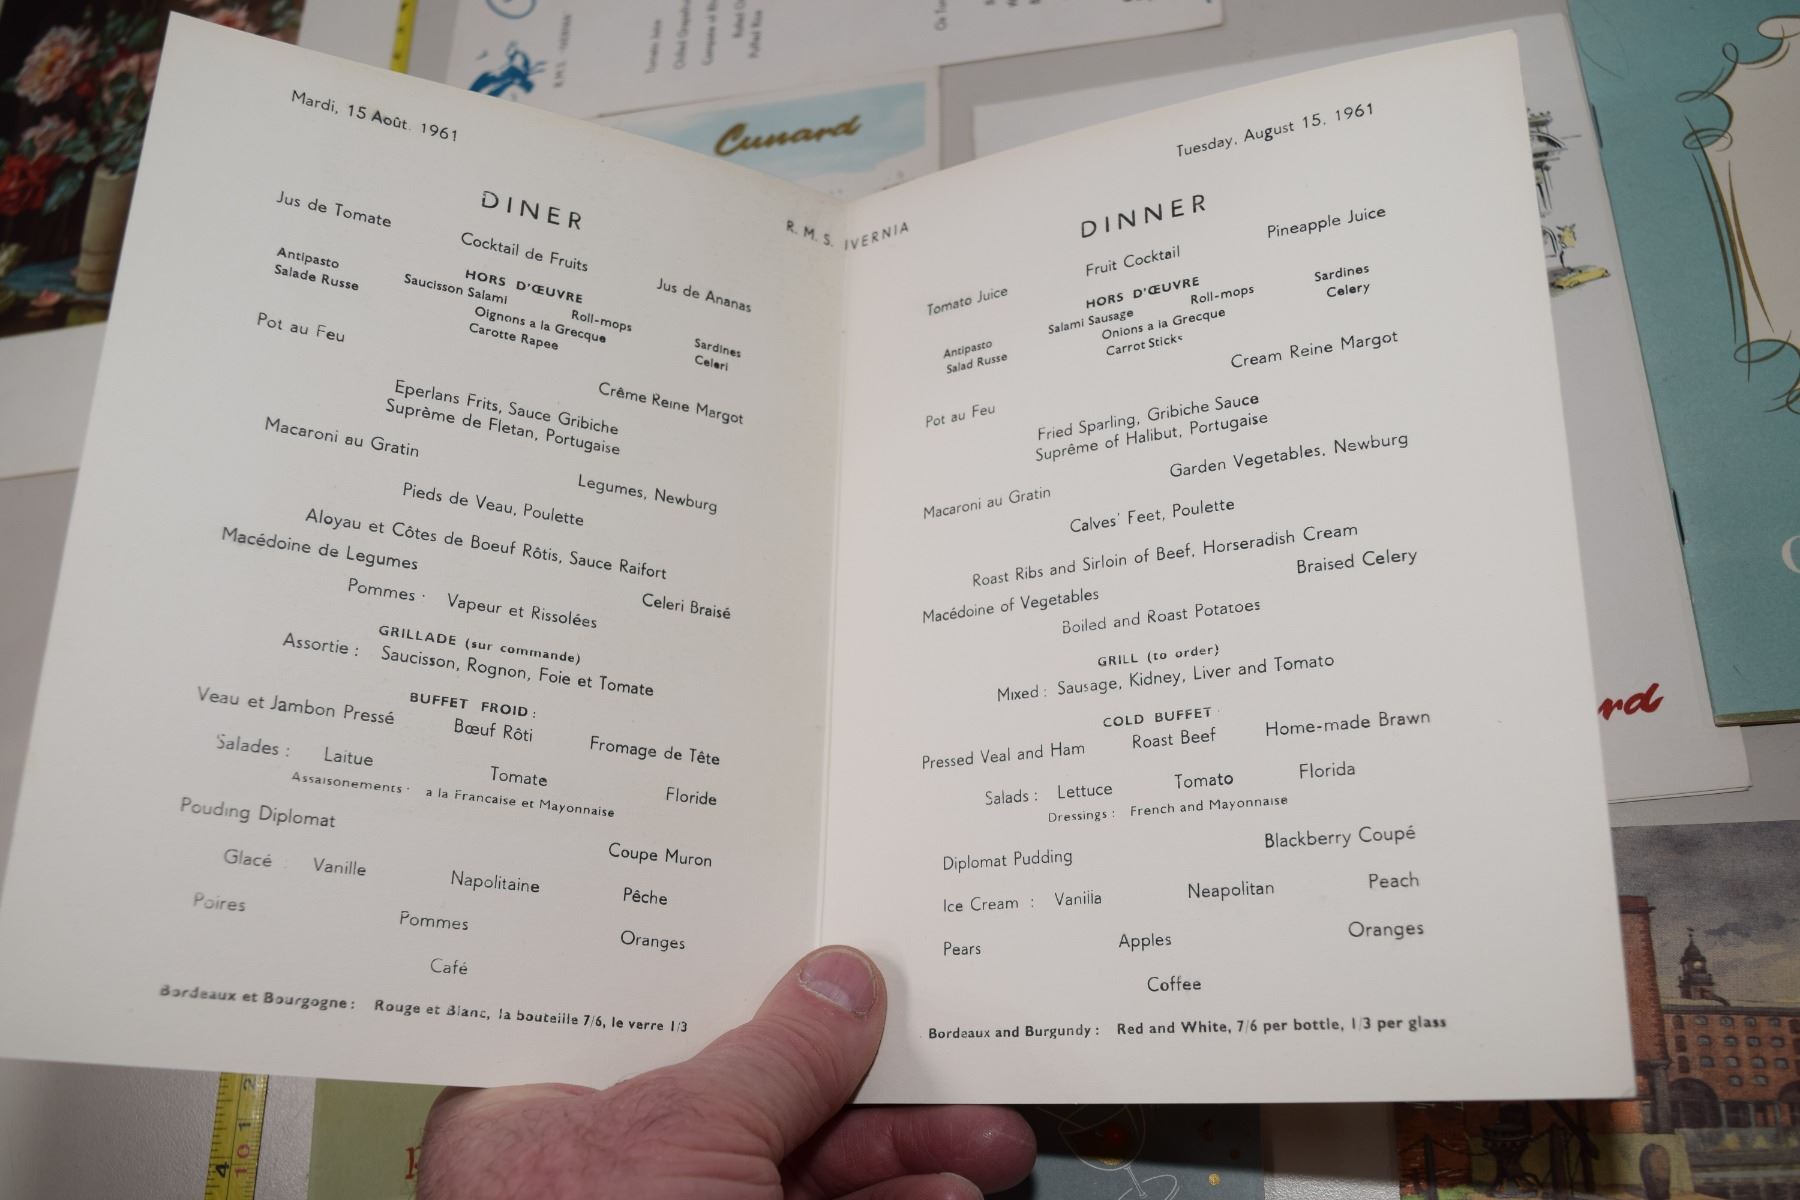 Mardi, 15 Août. 1961
DINER
Jus de Tomate
Cocktail de Fruits
Jus de Ananas
HORS D'ŒUVRE
Antipasto
Saucisson Salami
Roll-mops
Sardines
Salade Russe
Oignons a la Grecque
Celeri
Carotte Rapee
Pot au Feu
Crême Reine Margot
Eperlans Frits, Sauce Gribiche
Suprème de Fletan, Portugaise
Macaroni au Gratin
Legumes, Newburg
Pieds de Veau, Poulette
Aloyau et Côtes de Boeuf Rôtis, Sauce Raifort
Macédoine de Legumes
Celeri Braisé
Pommes : Vapeur et Rissolées
GRILLADE (sur commande)
Assortie : Saucisson, Rognon, Foie et Tomate
BUFFET FROID :
Veau et Jambon Pressé
Bœuf Rôti
Fromage de Tête
Salades : Laitue
Tomate
Floride
Assaisonements : a la Francaise et Mayonnaise
Pouding Diplomat
Coupe Muron
Glacé : Vanille
Napolitaine
Pêche
Poires
Pommes
Oranges
Café
Bordeaux et Bourgogne : Rouge et Blanc, la bouteille 7/6, le verre 1/3
R. M. S. IVERNIA
Tuesday, August 15, 1961
DINNER
Tomato Juice
Fruit Cocktail
Pineapple Juice
HORS D'ŒUVRE
Antipasto
Salami Sausage
Roll-mops
Sardines
Salad Russe
Onions a la Grecque
Celery
Carrot Sticks
Pot au Feu
Cream Reine Margot
Fried Sparling, Gribiche Sauce
Suprême of Halibut, Portugaise
Macaroni au Gratin
Garden Vegetables, Newburg
Calves' Feet, Poulette
Roast Ribs and Sirloin of Beef, Horseradish Cream
Macédoine of Vegetables
Braised Celery
Boiled and Roast Potatoes
GRILL (to order)
Mixed : Sausage, Kidney, Liver and Tomato
COLD BUFFET
Pressed Veal and Ham
Roast Beef
Home-made Brawn
Salads : Lettuce
Tomato
Florida
Dressings : French and Mayonnaise
Diplomat Pudding
Blackberry Coupé
Ice Cream : Vanilla
Neapolitan
Peach
Pears
Apples
Oranges
Coffee
Bordeaux and Burgundy : Red and White, 7/6 per bottle, 1/3 per glass
Cunard
Tomato Juice
rd
4
10
1
2